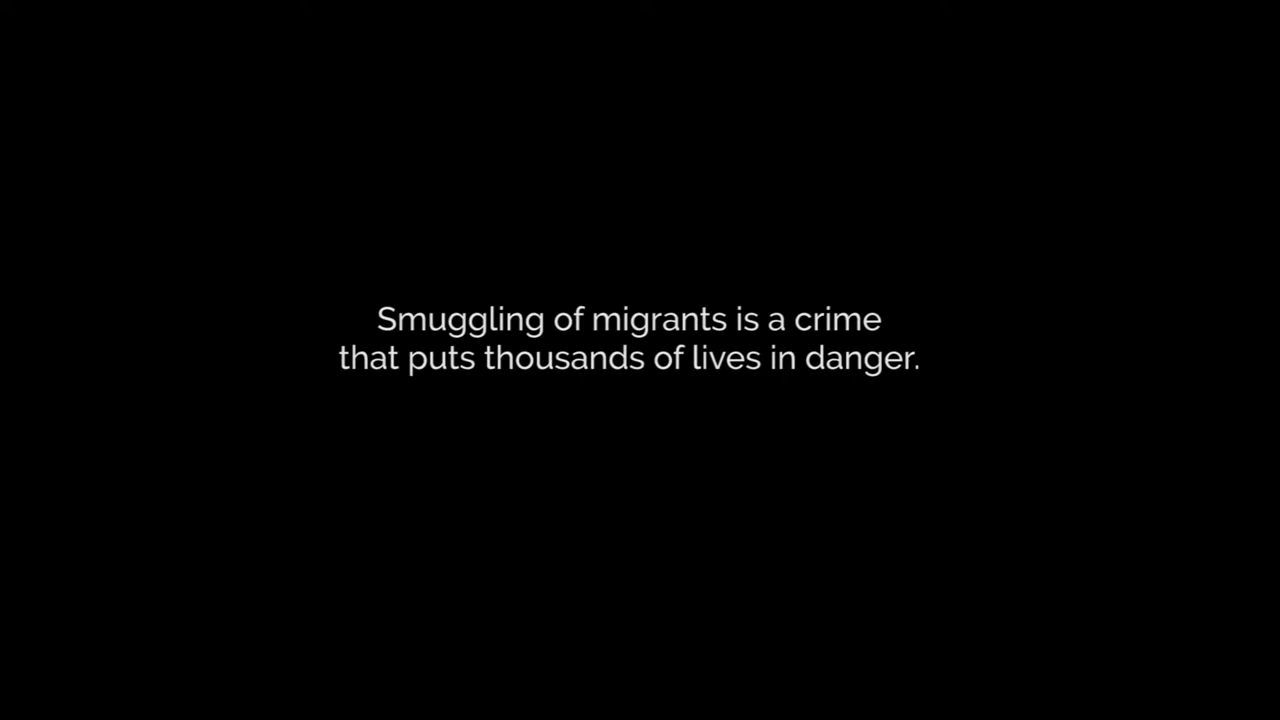 Smuggling of migrants is a crime
that puts thousands of lives in danger.